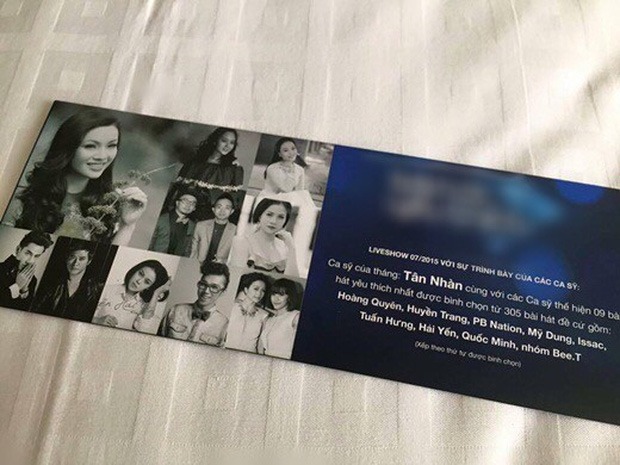 LIVESHOW 07/2015 VỚI SỰ TRÌNH BÀY CỦA CÁC CA SỸ:
Ca sỹ của tháng: Tân Nhàn cùng với các Ca sỹ thể hiện 09 bài
hát yêu thích nhất được bình chọn từ 305 bài hát đề cử gồm:
Hoàng Quyên, Huyền Trang, PB Nation, Mỹ Dung, Issac,
Tuấn Hưng, Hải Yến, Quốc Minh, nhóm Bee.T
(Xếp theo thứ tự được bình chọn)